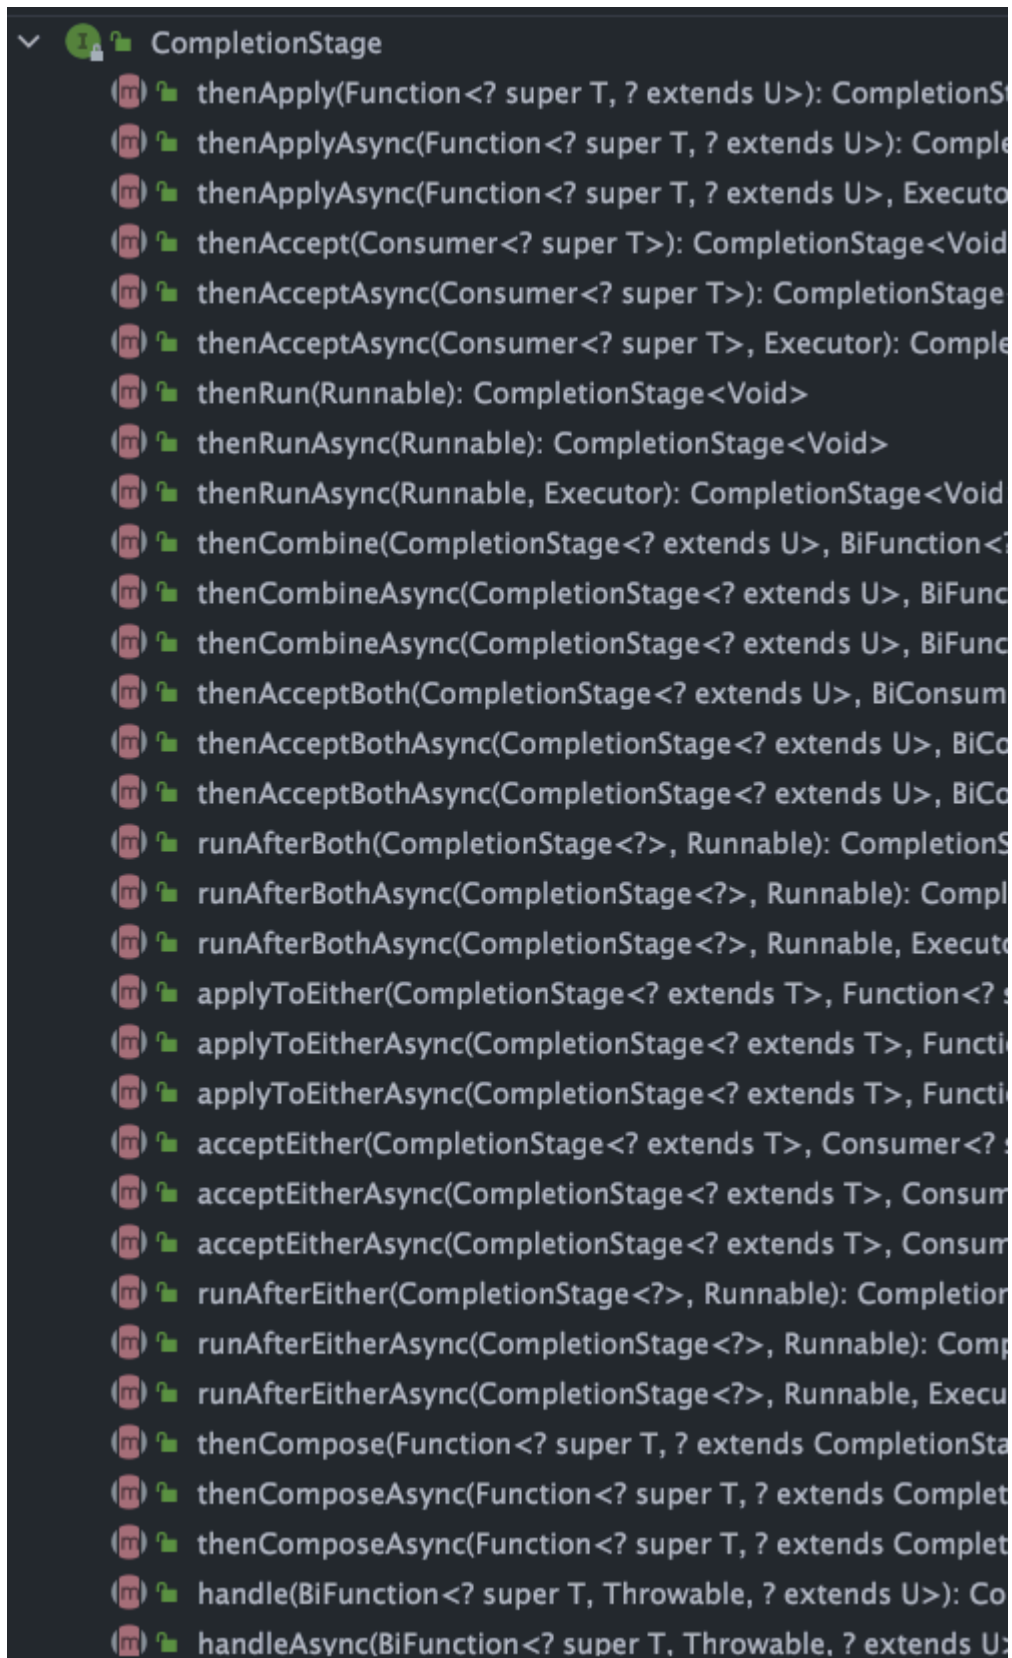 CompletionStage
thenApply(Function<? super T, ? extends U>): CompletionS
thenApplyAsync(Function<? super T, ? extends U>): Comple
thenApplyAsync(Function<? super T, ? extends U>, Executo
thenAccept(Consumer<? super T>): CompletionStage<Void
thenAcceptAsync(Consumer<? super T>): CompletionStage
thenAcceptAsync(Consumer<? super T>, Executor): Comple
thenRun(Runnable): CompletionStage<Void>
thenRunAsync(Runnable): CompletionStage<Void>
thenRunAsync(Runnable, Executor): CompletionStage<Void
thenCombine(CompletionStage<? extends U>, BiFunction<?
thenCombineAsync(CompletionStage<? extends U>, BiFunc
thenCombineAsync(CompletionStage<? extends U>, BiFunc
thenAcceptBoth(CompletionStage<? extends U>, BiConsum
thenAcceptBothAsync(CompletionStage<? extends U>, BiCo
thenAcceptBothAsync(CompletionStage<? extends U>, BiCo
runAfterBoth(CompletionStage<?>, Runnable): CompletionS
runAfterBothAsync(CompletionStage<?>, Runnable): Compl
runAfterBothAsync(CompletionStage<?>, Runnable, Executo
applyToEither(CompletionStage<? extends T>, Function<? s
applyToEitherAsync(CompletionStage<? extends T>, Functi
applyToEitherAsync(CompletionStage<? extends T>, Functi
acceptEither(CompletionStage<? extends T>, Consumer<? s
acceptEitherAsync(CompletionStage<? extends T>, Consum
acceptEitherAsync(CompletionStage<? extends T>, Consum
runAfterEither(CompletionStage<?>, Runnable): Completion
runAfterEitherAsync(CompletionStage<?>, Runnable): Comp
runAfterEitherAsync(CompletionStage<?>, Runnable, Execu
thenCompose(Function<? super T, ? extends CompletionSta
thenComposeAsync(Function<? super T, ? extends Complet
thenComposeAsync(Function<? super T, ? extends Complet
handle(BiFunction<? super T, Throwable, ? extends U>): Co
handleAsync(BiFunction<? super T, Throwable, ? extends U>